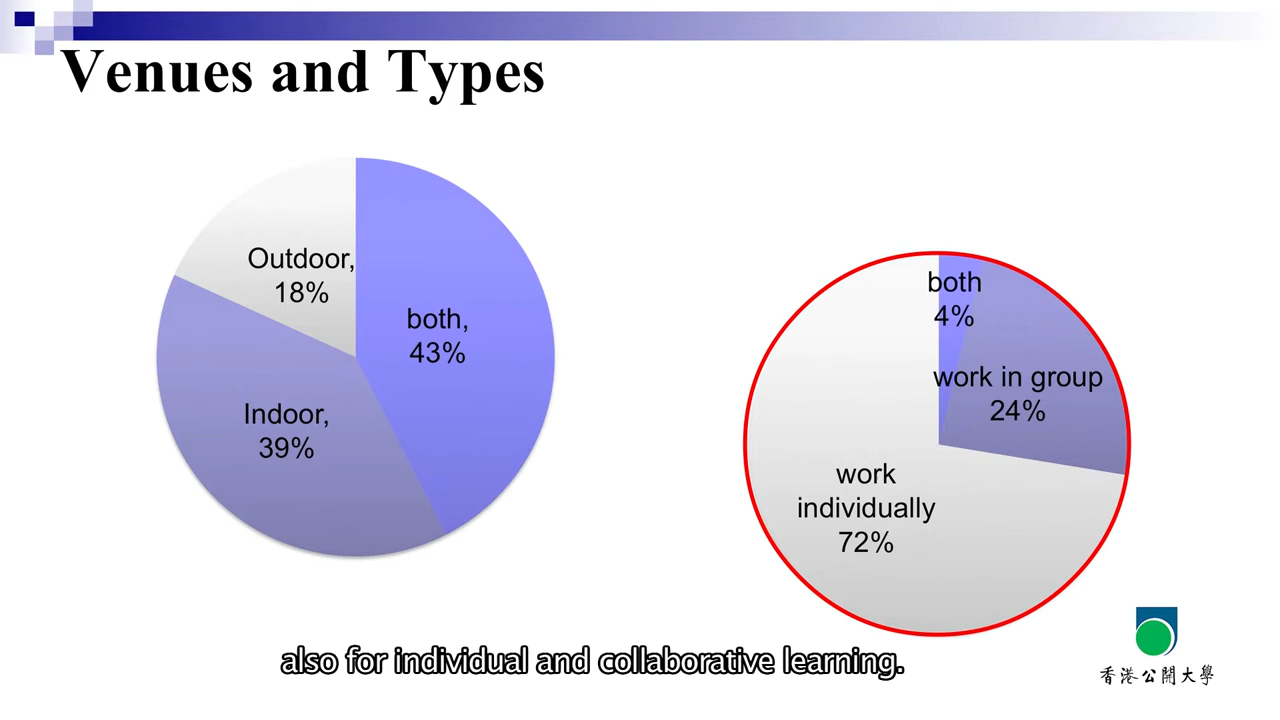 Venues and Types
Outdoor,
18%
both,
43%
Indoor,
39%
both
4%
work in group
24%
work
individually
72%
also for individual and collaborative learning.
香港公開大學